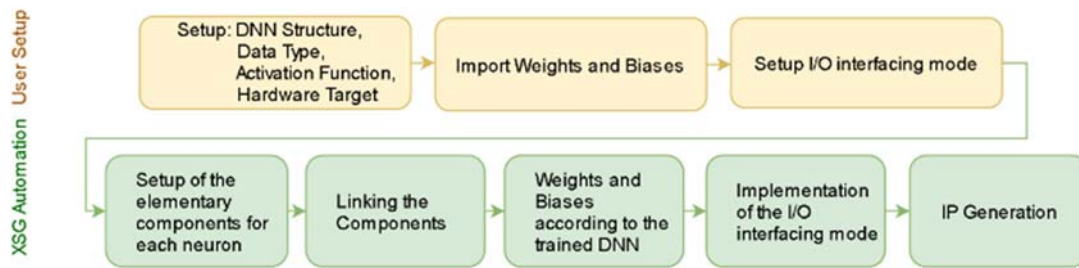 User Setup
Setup: DNN Structure,
Data Type,
Activation Function,
Hardware Target
Import Weights and Biases
Setup I/O interfacing mode
XSG Automation
Setup of the
elementary
components for
each neuron
Linking the
Components
Weights and
Biases
according to the
trained DNN
Implementation
of the I/O
interfacing mode
IP Generation